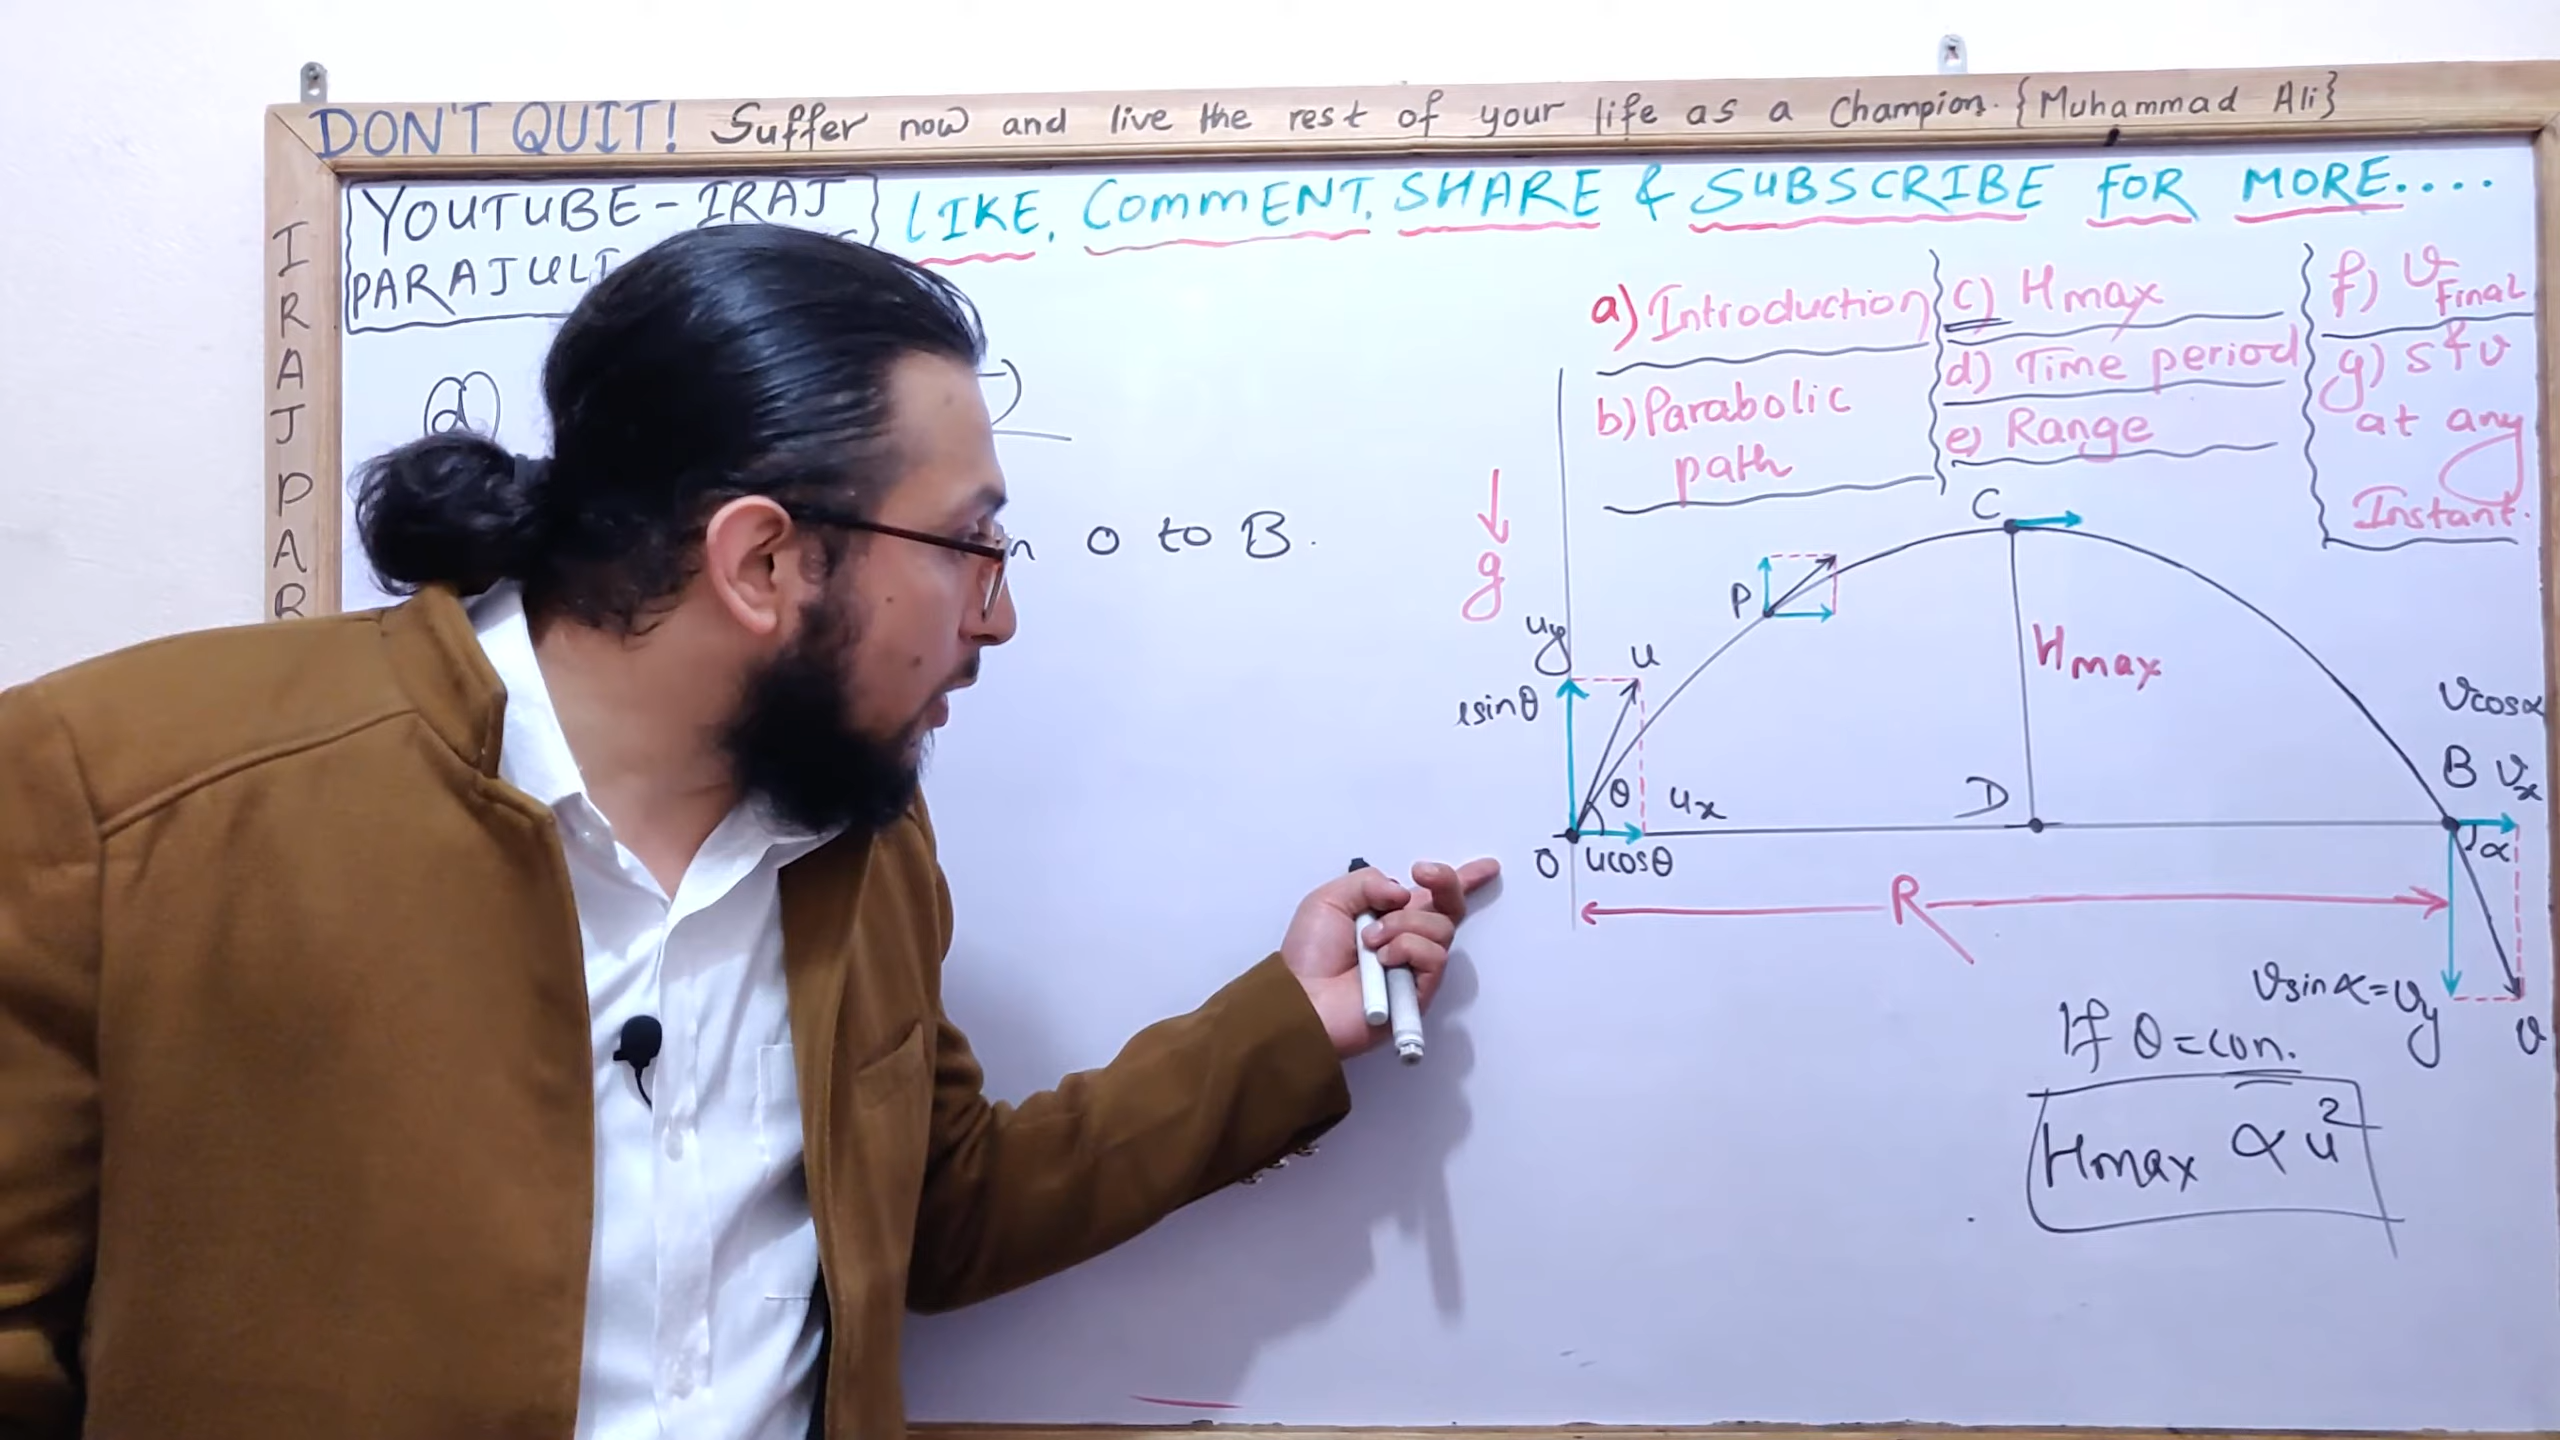 DON'T QUIT! Suffer now and live the rest of your life as a Champion. {Muhammad Ali}
IRAJ PAR
YOUTUBE - IRAJ
PARAJULI
LIKE, COMMENT, SHARE & SUBSCRIBE FOR MORE....
a) Introduction
b) Parabolic
path
c) Hmax
d) Time period
e) Range
f) vFinal
g) s & v
at any
Instant.
d)
O to B.
g
C
P
Hmax
uy
u
usinθ
θ
ux
D
O
ucosθ
vcosα
B vx
α
R
vsinα = vy
v
If θ = con.
Hmax ∝ u²